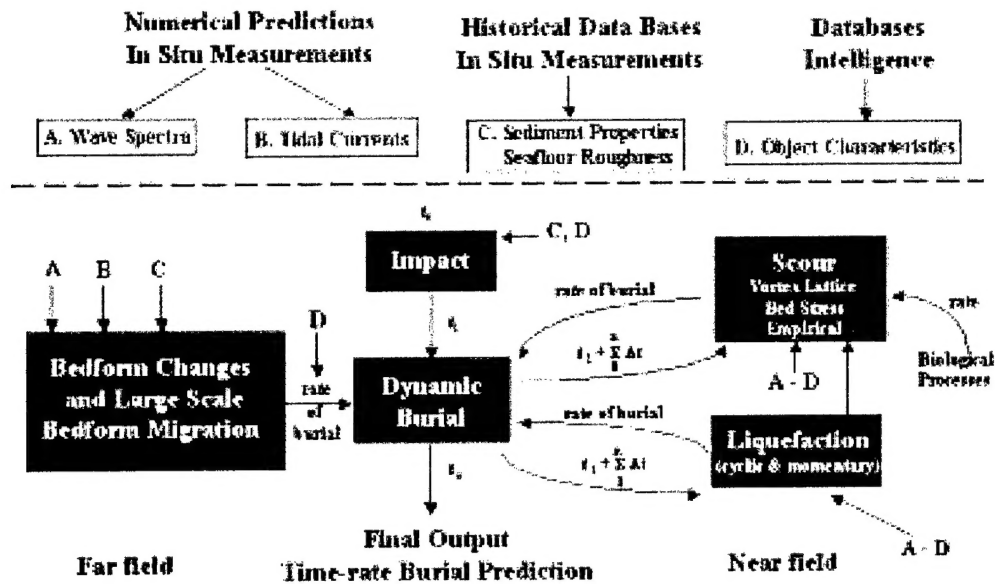 Numerical Predictions
In Situ Measurements
Historical Data Bases
In Situ Measurements
Databases
Intelligence
A. Wave Spectra
B. Tidal Currents
C. Sediment Properties
Seafloor Roughness
D. Object Characteristics
C, D
Impact
A
B
C
D
Bedform Changes
and Large Scale
Bedform Migration
rate
of
burial
Dynamic
Burial
rate of burial
Scour
Vortex Lattice
Bed Stress
Empirical
rate
Biological
Processes
A - D
rate of burial
Liquefaction
(cyclic & momentary)
A - D
Final Output
Time-rate Burial Prediction
Far field
Near field